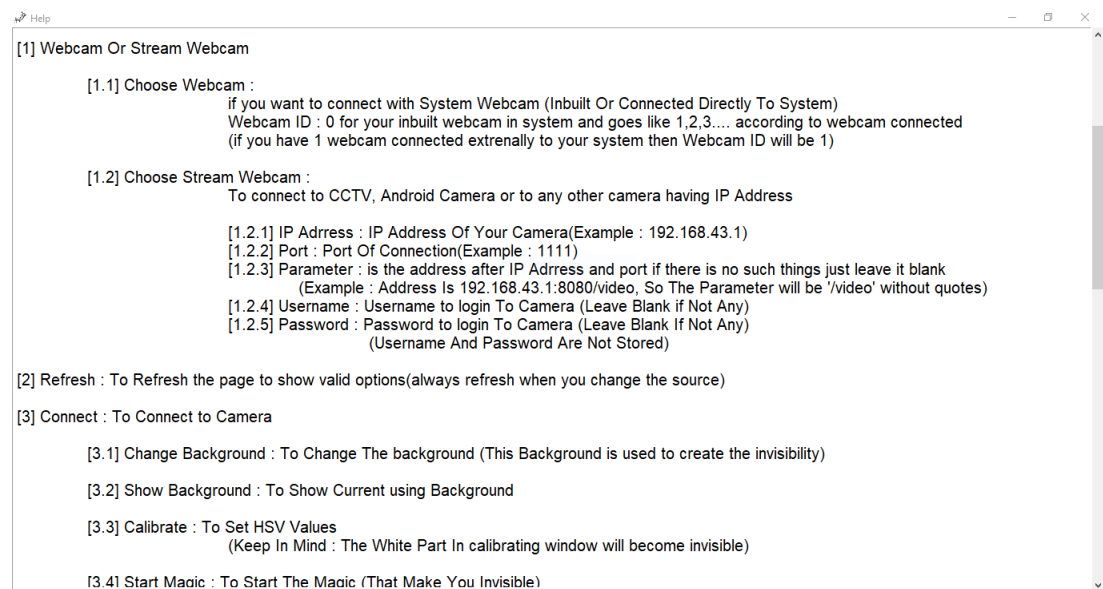 Help
[1] Webcam Or Stream Webcam
[1.1] Choose Webcam :
if you want to connect with System Webcam (Inbuilt Or Connected Directly To System)
Webcam ID : 0 for your inbuilt webcam in system and goes like 1,2,3.... according to webcam connected
(if you have 1 webcam connected extrenally to your system then Webcam ID will be 1)
[1.2] Choose Stream Webcam :
To connect to CCTV, Android Camera or to any other camera having IP Address
[1.2.1] IP Adrress : IP Address Of Your Camera(Example : 192.168.43.1)
[1.2.2] Port : Port Of Connection(Example : 1111)
[1.2.3] Parameter : is the address after IP Adrress and port if there is no such things just leave it blank
(Example : Address Is 192.168.43.1:8080/video, So The Parameter will be '/video' without quotes)
[1.2.4] Username : Username to login To Camera (Leave Blank if Not Any)
[1.2.5] Password : Password to login To Camera (Leave Blank If Not Any)
(Username And Password Are Not Stored)
[2] Refresh : To Refresh the page to show valid options(always refresh when you change the source)
[3] Connect : To Connect to Camera
[3.1] Change Background : To Change The background (This Background is used to create the invisibility)
[3.2] Show Background : To Show Current using Background
[3.3] Calibrate : To Set HSV Values
(Keep In Mind : The White Part In calibrating window will become invisible)
[3.4] Start Magic : To Start The Magic (That Make You Invisible)